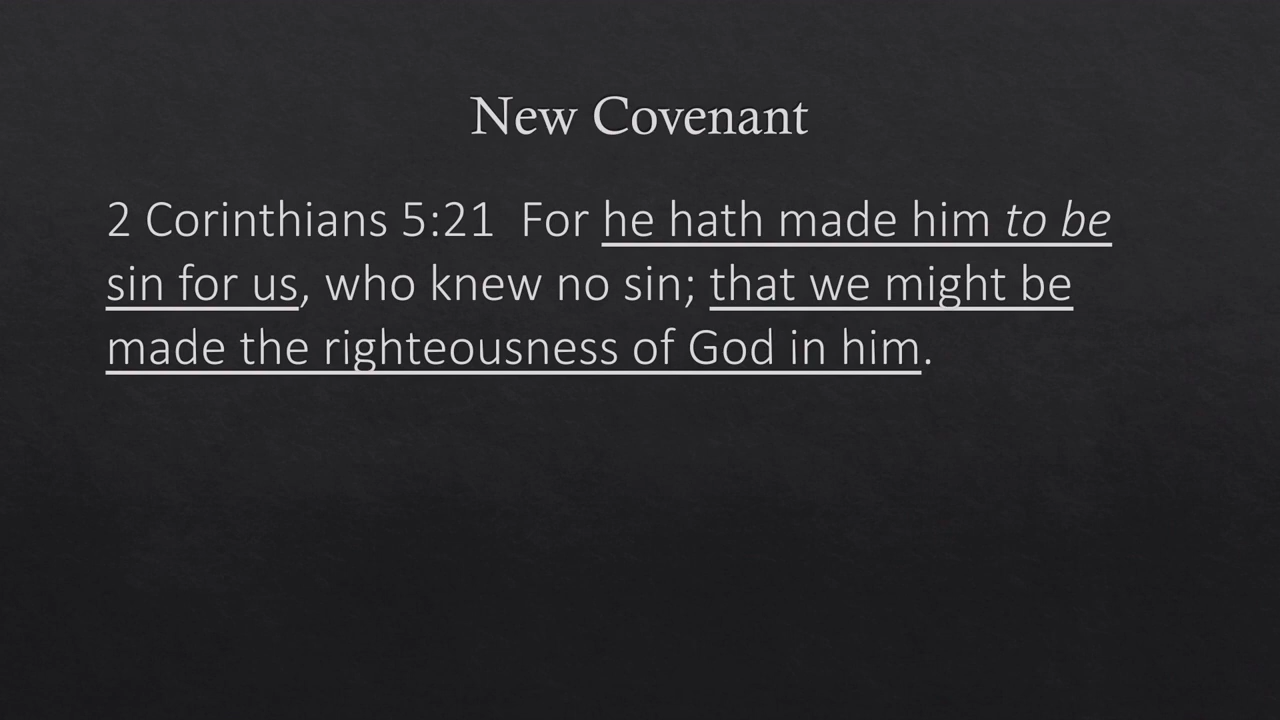 New Covenant
2 Corinthians 5:21  For he hath made him to be
sin for us, who knew no sin; that we might be
made the righteousness of God in him.